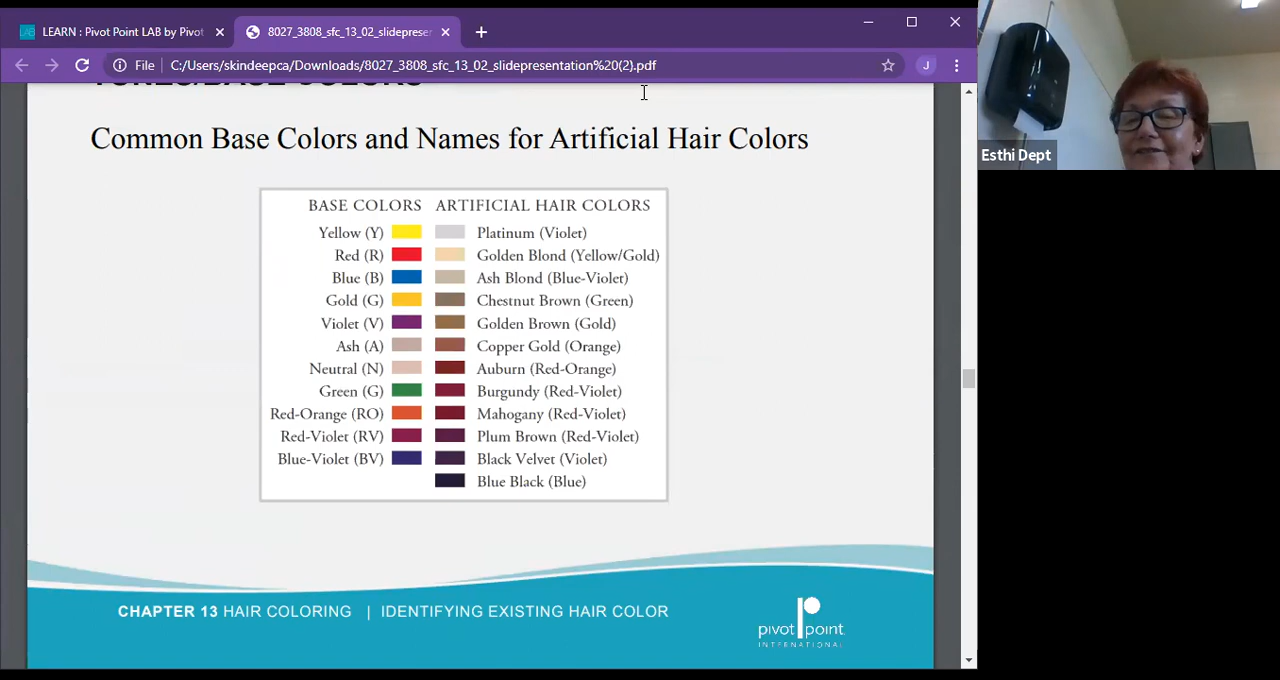 LEARN : Pivot Point LAB by Pivot
8027_3808_sfc_13_02_slidepreser
File
C:/Users/skindeepca/Downloads/8027_3808_sfc_13_02_slidepresentation%20(2).pdf
J
TONES/BASE COLORS
Common Base Colors and Names for Artificial Hair Colors
BASE COLORS ARTIFICIAL HAIR COLORS
Yellow (Y) Platinum (Violet)
Red (R) Golden Blond (Yellow/Gold)
Blue (B) Ash Blond (Blue-Violet)
Gold (G) Chestnut Brown (Green)
Violet (V) Golden Brown (Gold)
Ash (A) Copper Gold (Orange)
Neutral (N) Auburn (Red-Orange)
Green (G) Burgundy (Red-Violet)
Red-Orange (RO) Mahogany (Red-Violet)
Red-Violet (RV) Plum Brown (Red-Violet)
Blue-Violet (BV) Black Velvet (Violet)
Blue Black (Blue)
CHAPTER 13 HAIR COLORING | IDENTIFYING EXISTING HAIR COLOR
pivot point
INTERNATIONAL
Esthi Dept